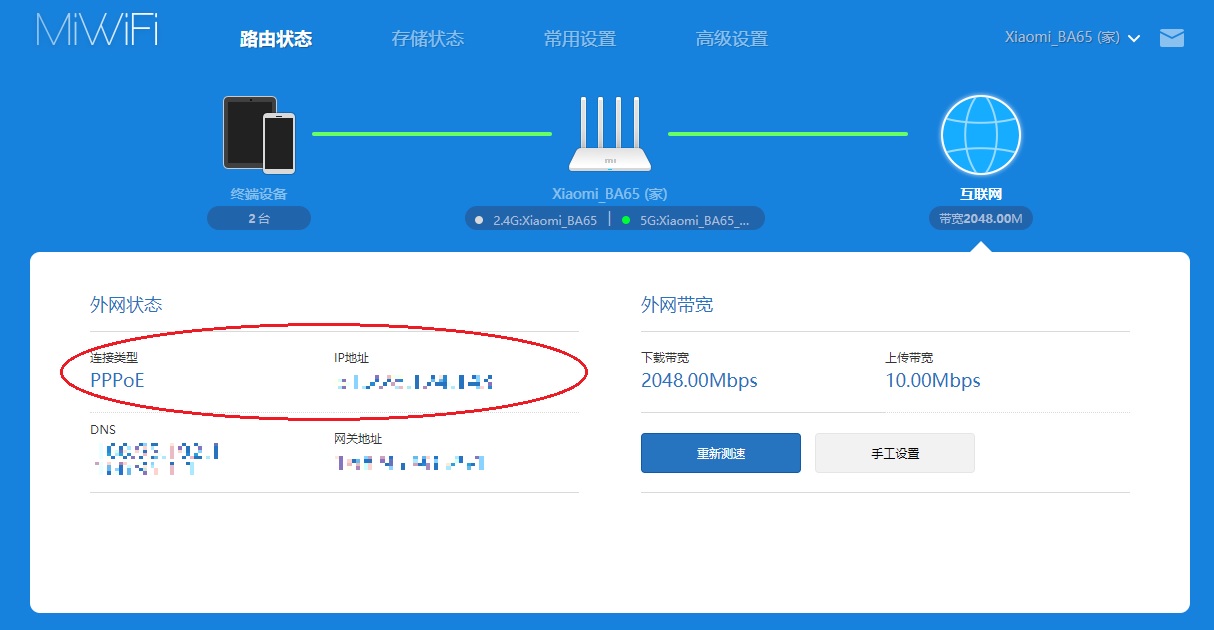 MiWiFi 路由状态 存储状态 常用设置 高级设置 Xiaomi_BA65 (家)
mi
终端设备 Xiaomi_BA65 (家) 互联网
2 台 2.4G:Xiaomi_BA65 5G:Xiaomi_BA65_... 带宽2048.00M
外网状态 外网带宽
连接类型 IP地址 下载带宽 上传带宽
PPPoE 2048.00Mbps 10.00Mbps
DNS 网关地址
重新测速 手工设置